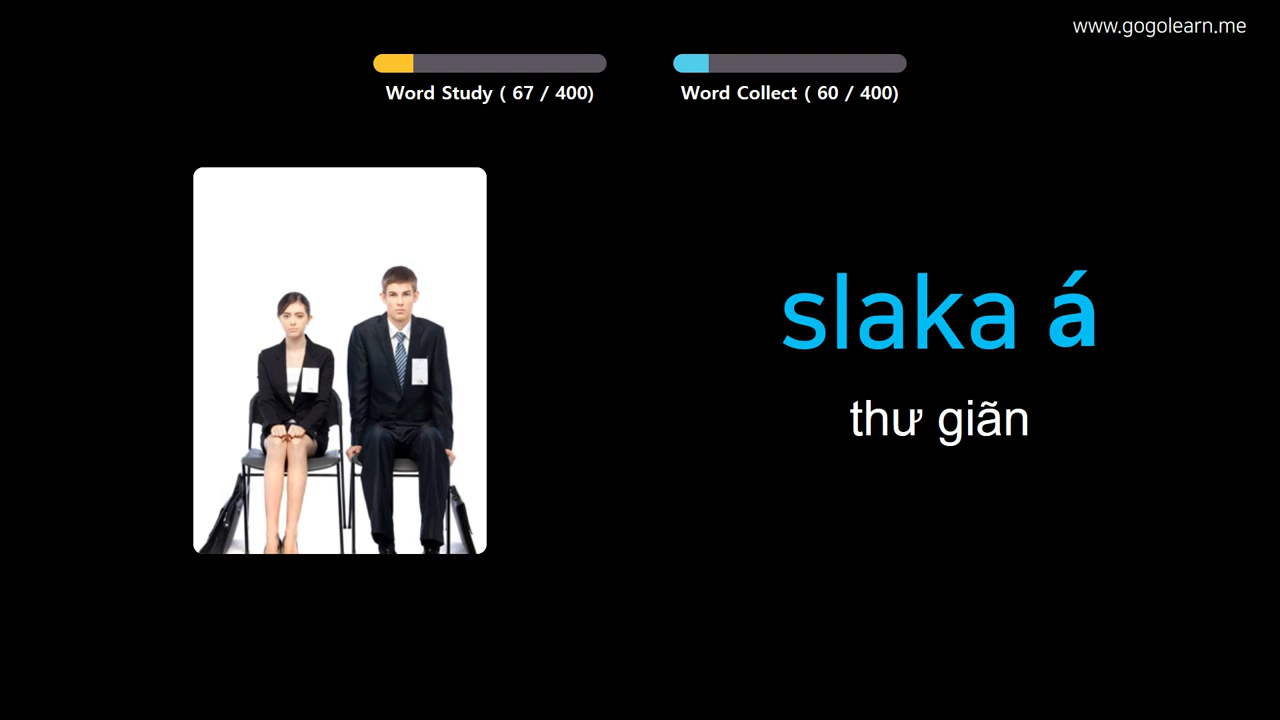 www.gogolearn.me
Word Study ( 67 / 400)
Word Collect ( 60 / 400)
slaka á
thư giãn